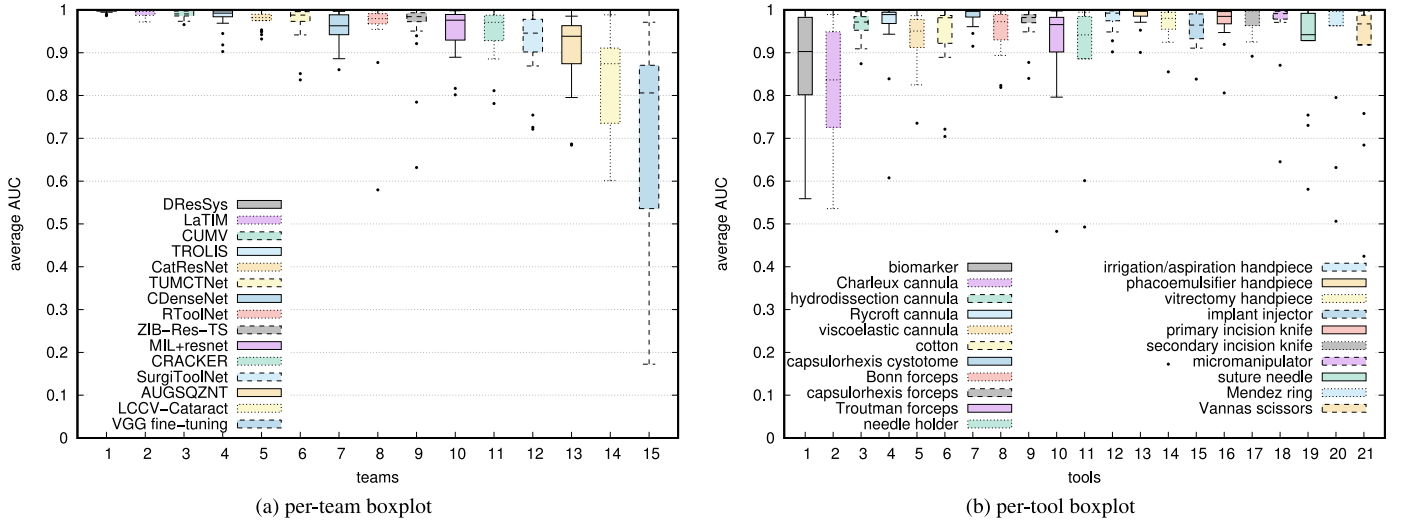 1
0.9
0.8
0.7
0.6
0.5
0.4
0.3
0.2
0.1
0
average AUC
DResSys
LaTIM
CUMV
TROLIS
CatResNet
TUMCTNet
CDenseNet
RToolNet
ZIB−Res−TS
MIL+resnet
CRACKER
SurgiToolNet
AUGSQZNT
LCCV−Cataract
VGG fine−tuning
1 2 3 4 5 6 7 8 9 10 11 12 13 14 15
teams
(a) per-team boxplot
1
0.9
0.8
0.7
0.6
0.5
0.4
0.3
0.2
0.1
0
average AUC
biomarker
Charleux cannula
hydrodissection cannula
Rycroft cannula
viscoelastic cannula
cotton
capsulorhexis cystotome
Bonn forceps
capsulorhexis forceps
Troutman forceps
needle holder
irrigation/aspiration handpiece
phacoemulsifier handpiece
vitrectomy handpiece
implant injector
primary incision knife
secondary incision knife
micromanipulator
suture needle
Mendez ring
Vannas scissors
1 2 3 4 5 6 7 8 9 10 11 12 13 14 15 16 17 18 19 20 21
tools
(b) per-tool boxplot